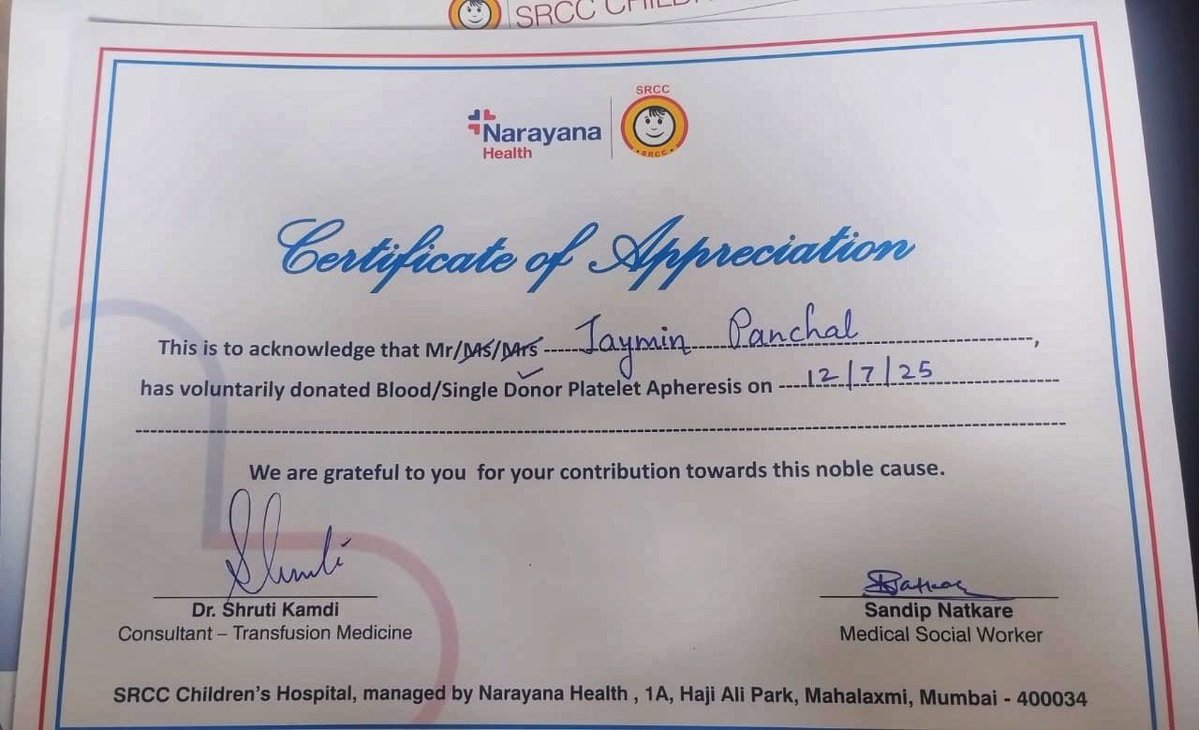 SRCC CHILD
SRCC
Narayana
Health
SRCC
Certificate of Appreciation
This is to acknowledge that Mr/Ms/Mrs Jaymin Panchal,
has voluntarily donated Blood/Single Donor Platelet Apheresis on 12/7/25
We are grateful to you for your contribution towards this noble cause.
Shruti
Dr. Shruti Kamdi
Sandip Natkare
Consultant – Transfusion Medicine
Medical Social Worker
SRCC Children's Hospital, managed by Narayana Health , 1A, Haji Ali Park, Mahalaxmi, Mumbai - 400034